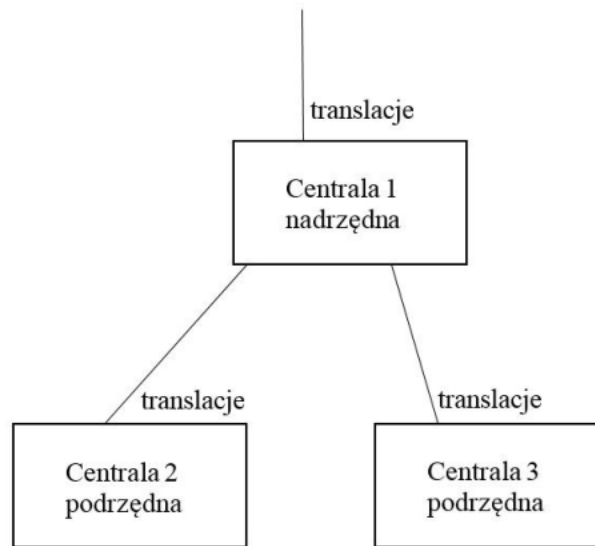 translacje
Centrala 1
nadrzędna
translacje
translacje
Centrala 2
podrzędna
Centrala 3
podrzędna